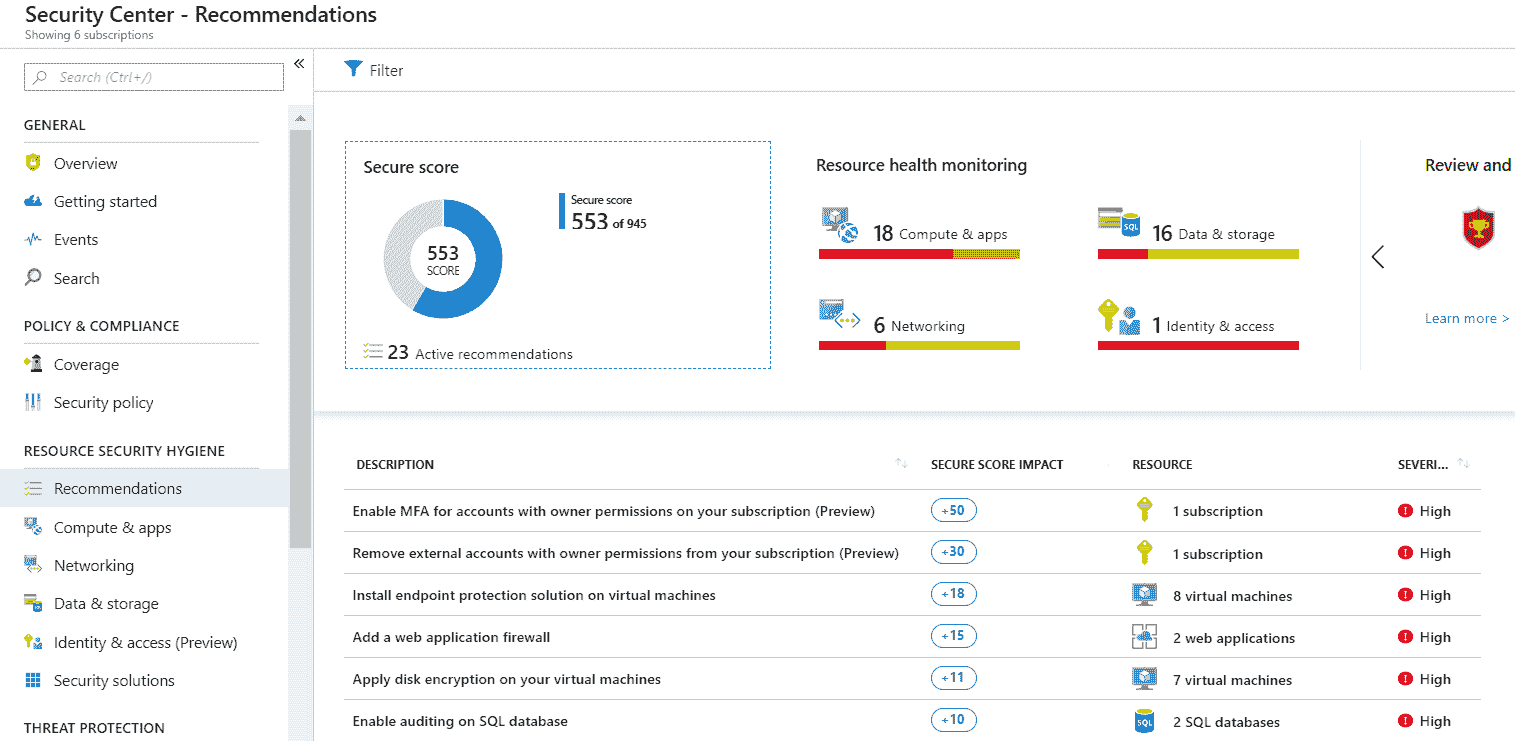 Security Center - Recommendations
Showing 6 subscriptions
Search (Ctrl+/)
«
Filter
GENERAL
Overview
Getting started
Events
Search
POLICY & COMPLIANCE
Coverage
Security policy
RESOURCE SECURITY HYGIENE
Recommendations
Compute & apps
Networking
Data & storage
Identity & access (Preview)
Security solutions
THREAT PROTECTION
Secure score
553
SCORE
Secure score
553 of 945
23 Active recommendations
Resource health monitoring
18 Compute & apps
SQL
16 Data & storage
6 Networking
1 Identity & access
Review and
Learn more >
DESCRIPTION SECURE SCORE IMPACT RESOURCE SEVERI...
Enable MFA for accounts with owner permissions on your subscription (Preview) +50 1 subscription ! High
Remove external accounts with owner permissions from your subscription (Preview) +30 1 subscription ! High
Install endpoint protection solution on virtual machines +18 8 virtual machines ! High
Add a web application firewall +15 2 web applications ! High
Apply disk encryption on your virtual machines +11 7 virtual machines ! High
Enable auditing on SQL database +10 SQL 2 SQL databases ! High